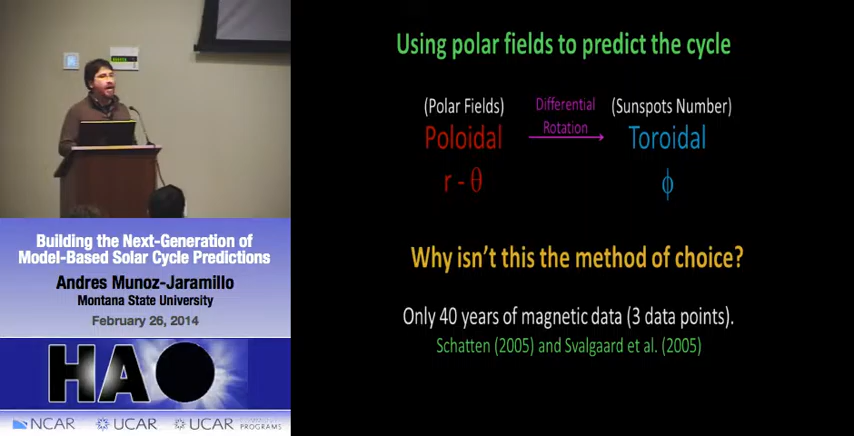 Using polar fields to predict the cycle
(Polar Fields)
Differential
Rotation
(Sunspots Number)
Poloidal
Toroidal
r - θ
ϕ
Why isn't this the method of choice?
Only 40 years of magnetic data (3 data points).
Schatten (2005) and Svalgaard et al. (2005)
Building the Next-Generation of
Model-Based Solar Cycle Predictions
Andres Munoz-Jaramillo
Montana State University
February 26, 2014
HAO
NCAR
UCAR
UCAR
PROGRAMS